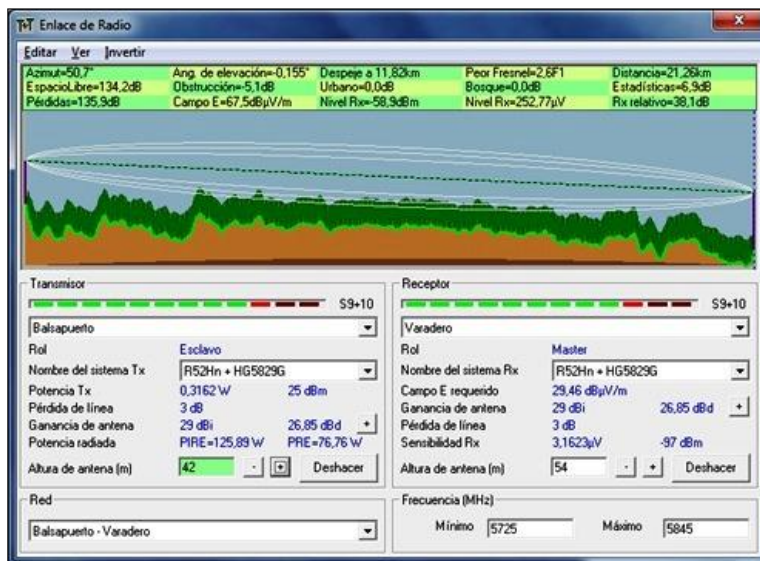 Enlace de Radio
Editar Ver Invertir
Azimut=50,7° Ang. de elevación=-0,155° Despeje a 11,82km Peor Fresnel=2,6F1 Distancia=21,26km
EspacioLibre=134,2dB Obstrucción=-5,1dB Urbano=0,0dB Bosque=0,0dB Estadísticas=6,9dB
Pérdidas=135,9dB Campo E=67,5dBµV/m Nivel Rx=-58,9dBm Nivel Rx=252,77µV Rx relativo=38,1dB
Transmisor
S9+10
Balsapuerto
Rol Esclavo
Nombre del sistema Tx R52Hn + HG5829G
Potencia Tx 0,3162 W 25 dBm
Pérdida de línea 3 dB
Ganancia de antena 29 dBi 26,85 dBd +
Potencia radiada PIRE=125,89 W PRE=76,76 W
Altura de antena (m) 42 - + Deshacer
Receptor
S9+10
Varadero
Rol Master
Nombre del sistema Rx R52Hn + HG5829G
Campo E requerido 29,46 dBµV/m
Ganancia de antena 29 dBi 26,85 dBd +
Pérdida de línea 3 dB
Sensibilidad Rx 3,1623µV -97 dBm
Altura de antena (m) 54 - + Deshacer
Red
Balsapuerto - Varadero
Frecuencia (MHz)
Mínimo 5725 Máximo 5845